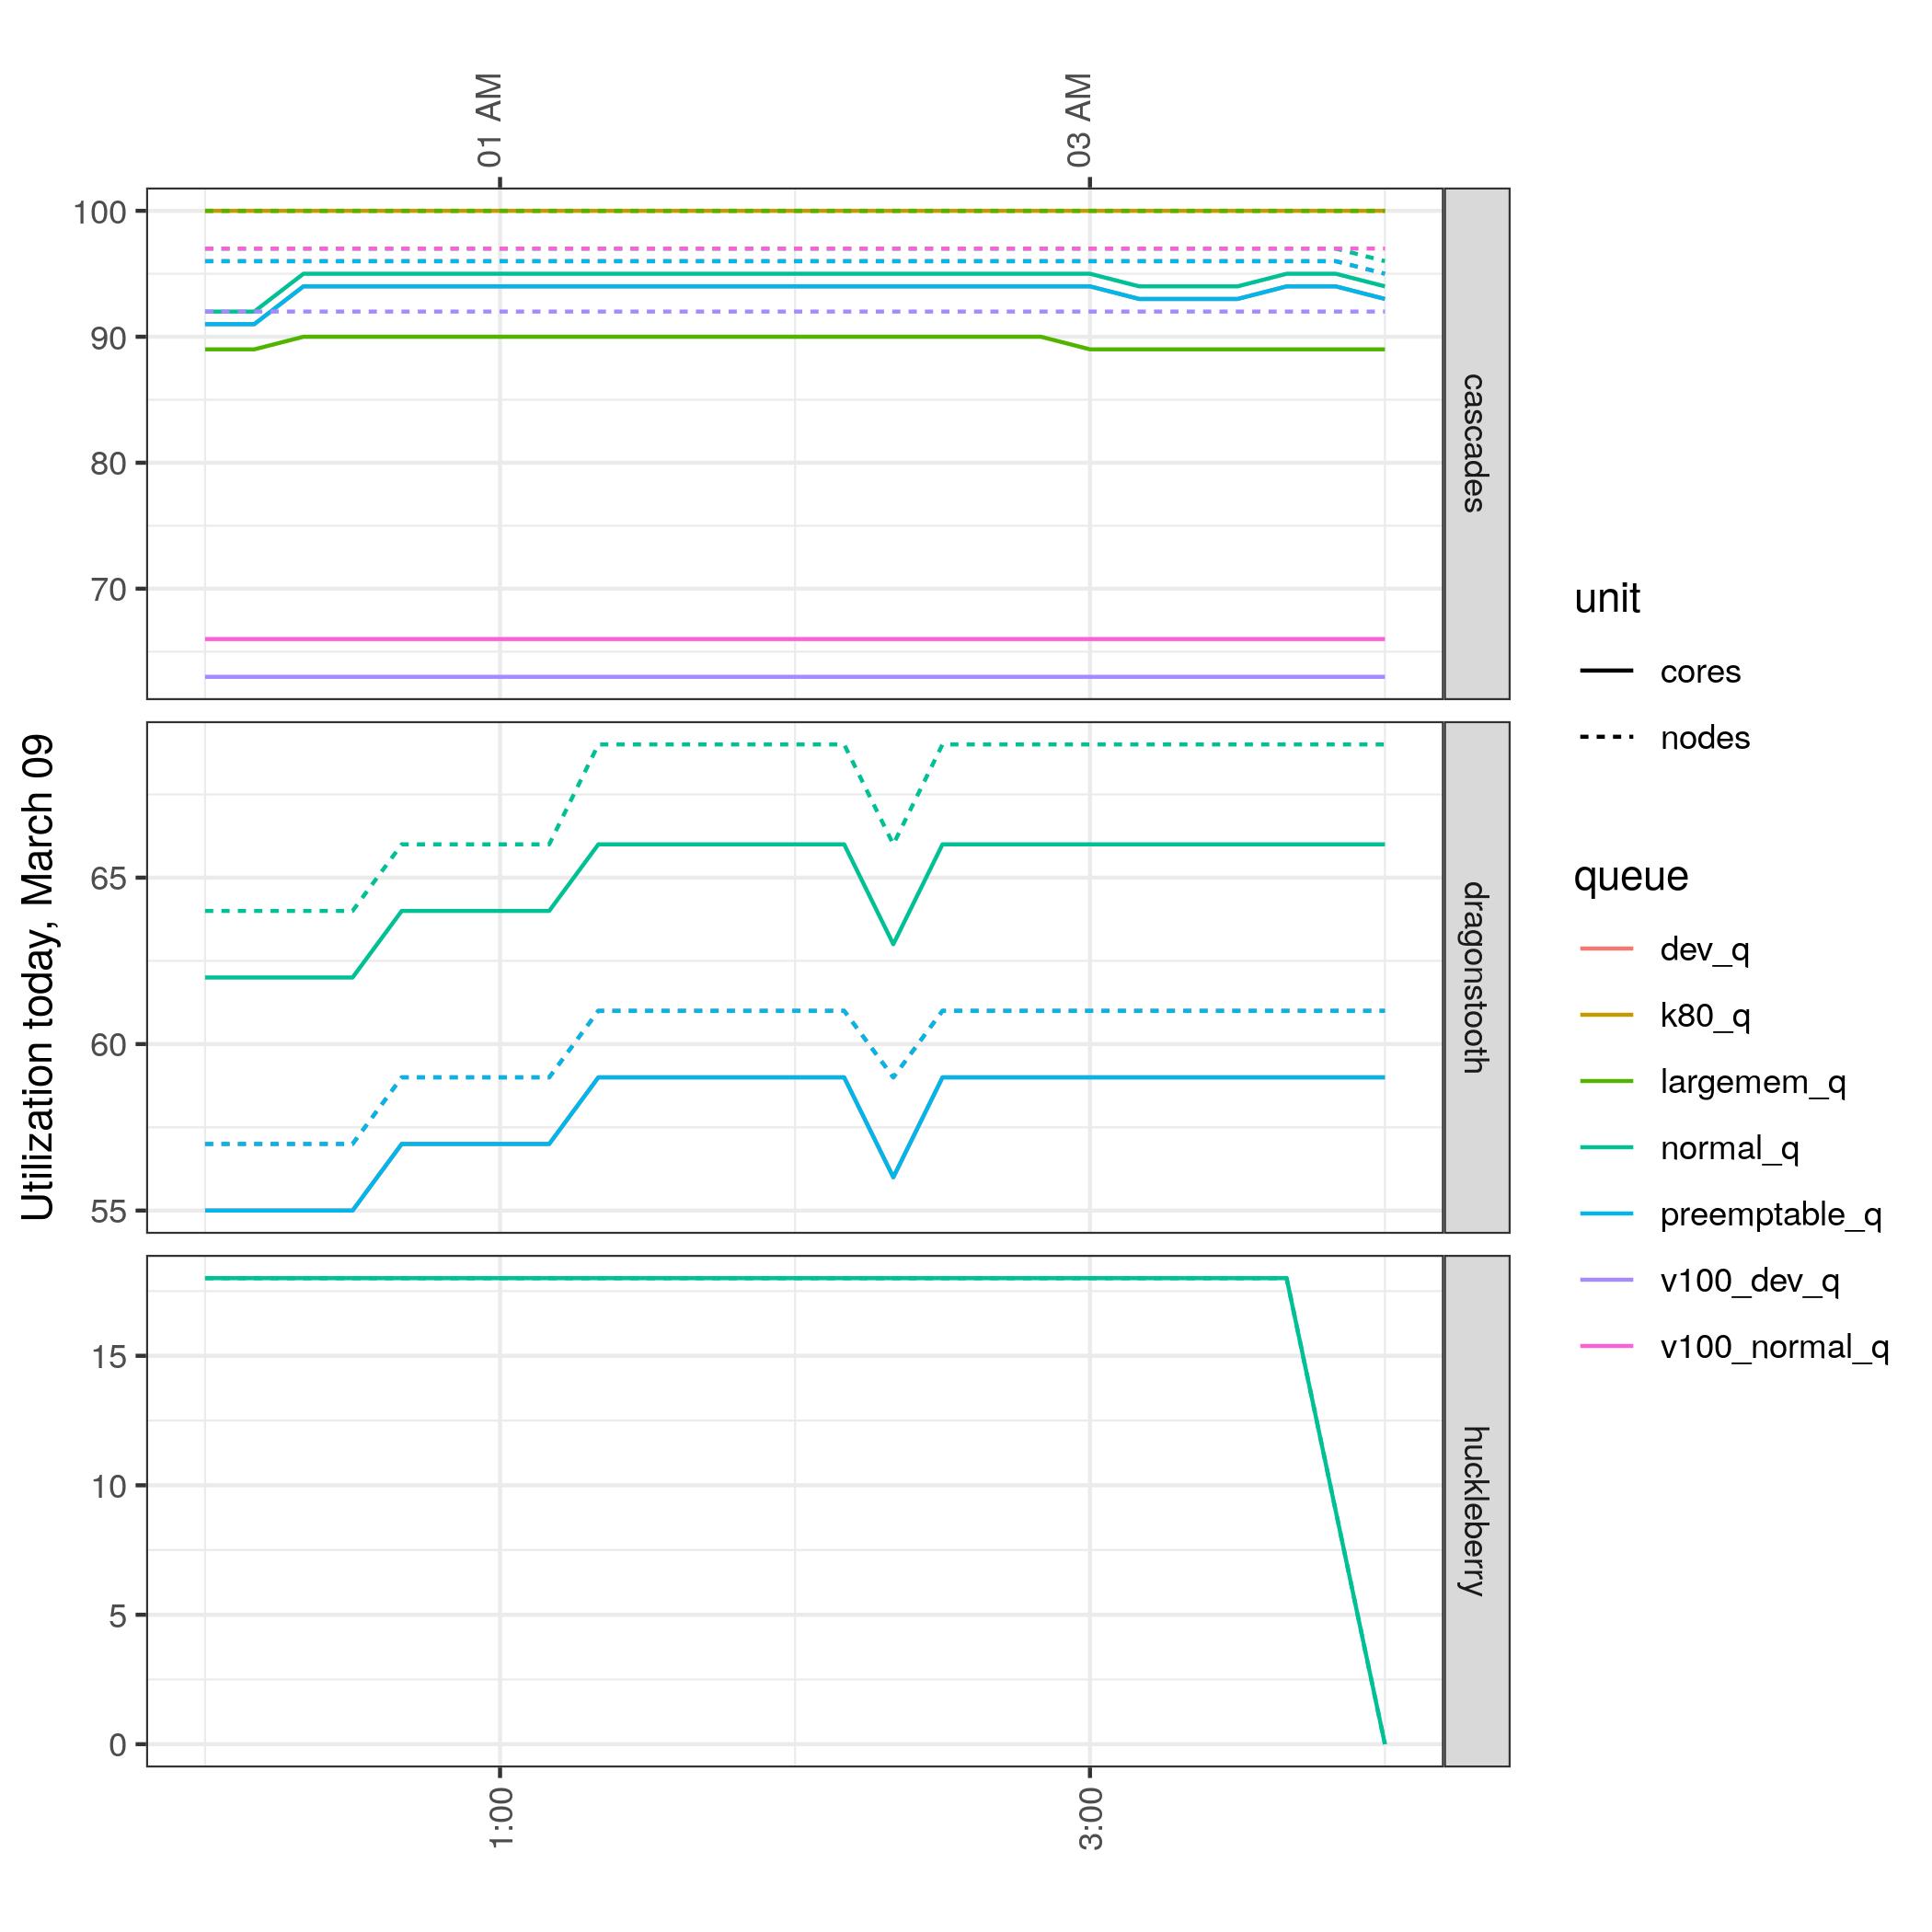 01 AM
03 AM
100
90
80
70
cascades
Utilization today, March 09
65
60
55
dragonstooth
15
10
5
0
huckleberry
1:00
3:00
unit
cores
nodes
queue
dev_q
k80_q
largemem_q
normal_q
preemptable_q
v100_dev_q
v100_normal_q